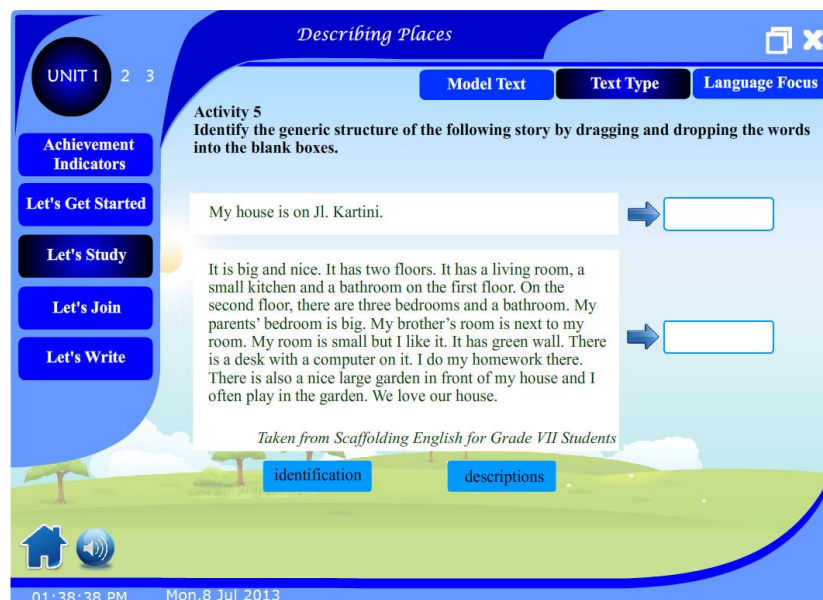 Describing Places
UNIT 1 2 3
Model Text
Text Type
Language Focus
Activity 5
Identify the generic structure of the following story by dragging and dropping the words
into the blank boxes.
Achievement
Indicators
Let's Get Started
Let's Study
Let's Join
Let's Write
My house is on Jl. Kartini.
It is big and nice. It has two floors. It has a living room, a
small kitchen and a bathroom on the first floor. On the
second floor, there are three bedrooms and a bathroom. My
parents’ bedroom is big. My brother’s room is next to my
room. My room is small but I like it. It has green wall. There
is a desk with a computer on it. I do my homework there.
There is also a nice large garden in front of my house and I
often play in the garden. We love our house.
Taken from Scaffolding English for Grade VII Students
identification
descriptions
01:38:38 PM
Mon,8 Jul 2013